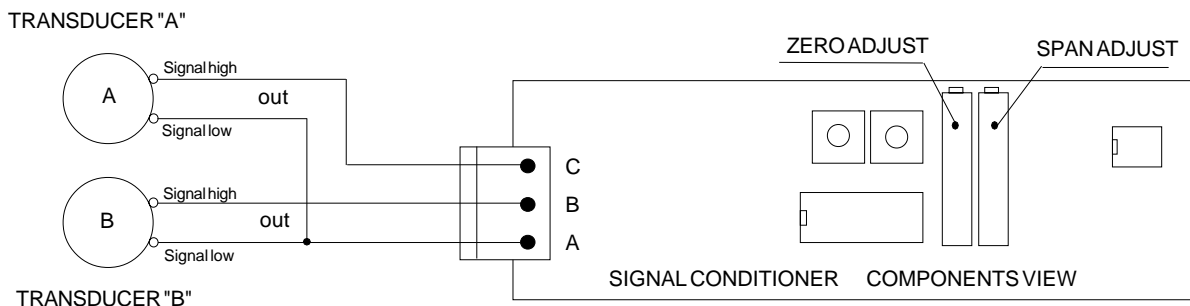 TRANSDUCER "A"
ZERO ADJUST
SPAN ADJUST
Signal high
A
out
Signal low
C
Signal high
B
B
out
A
Signal low
SIGNAL CONDITIONER COMPONENTS VIEW
TRANSDUCER "B"